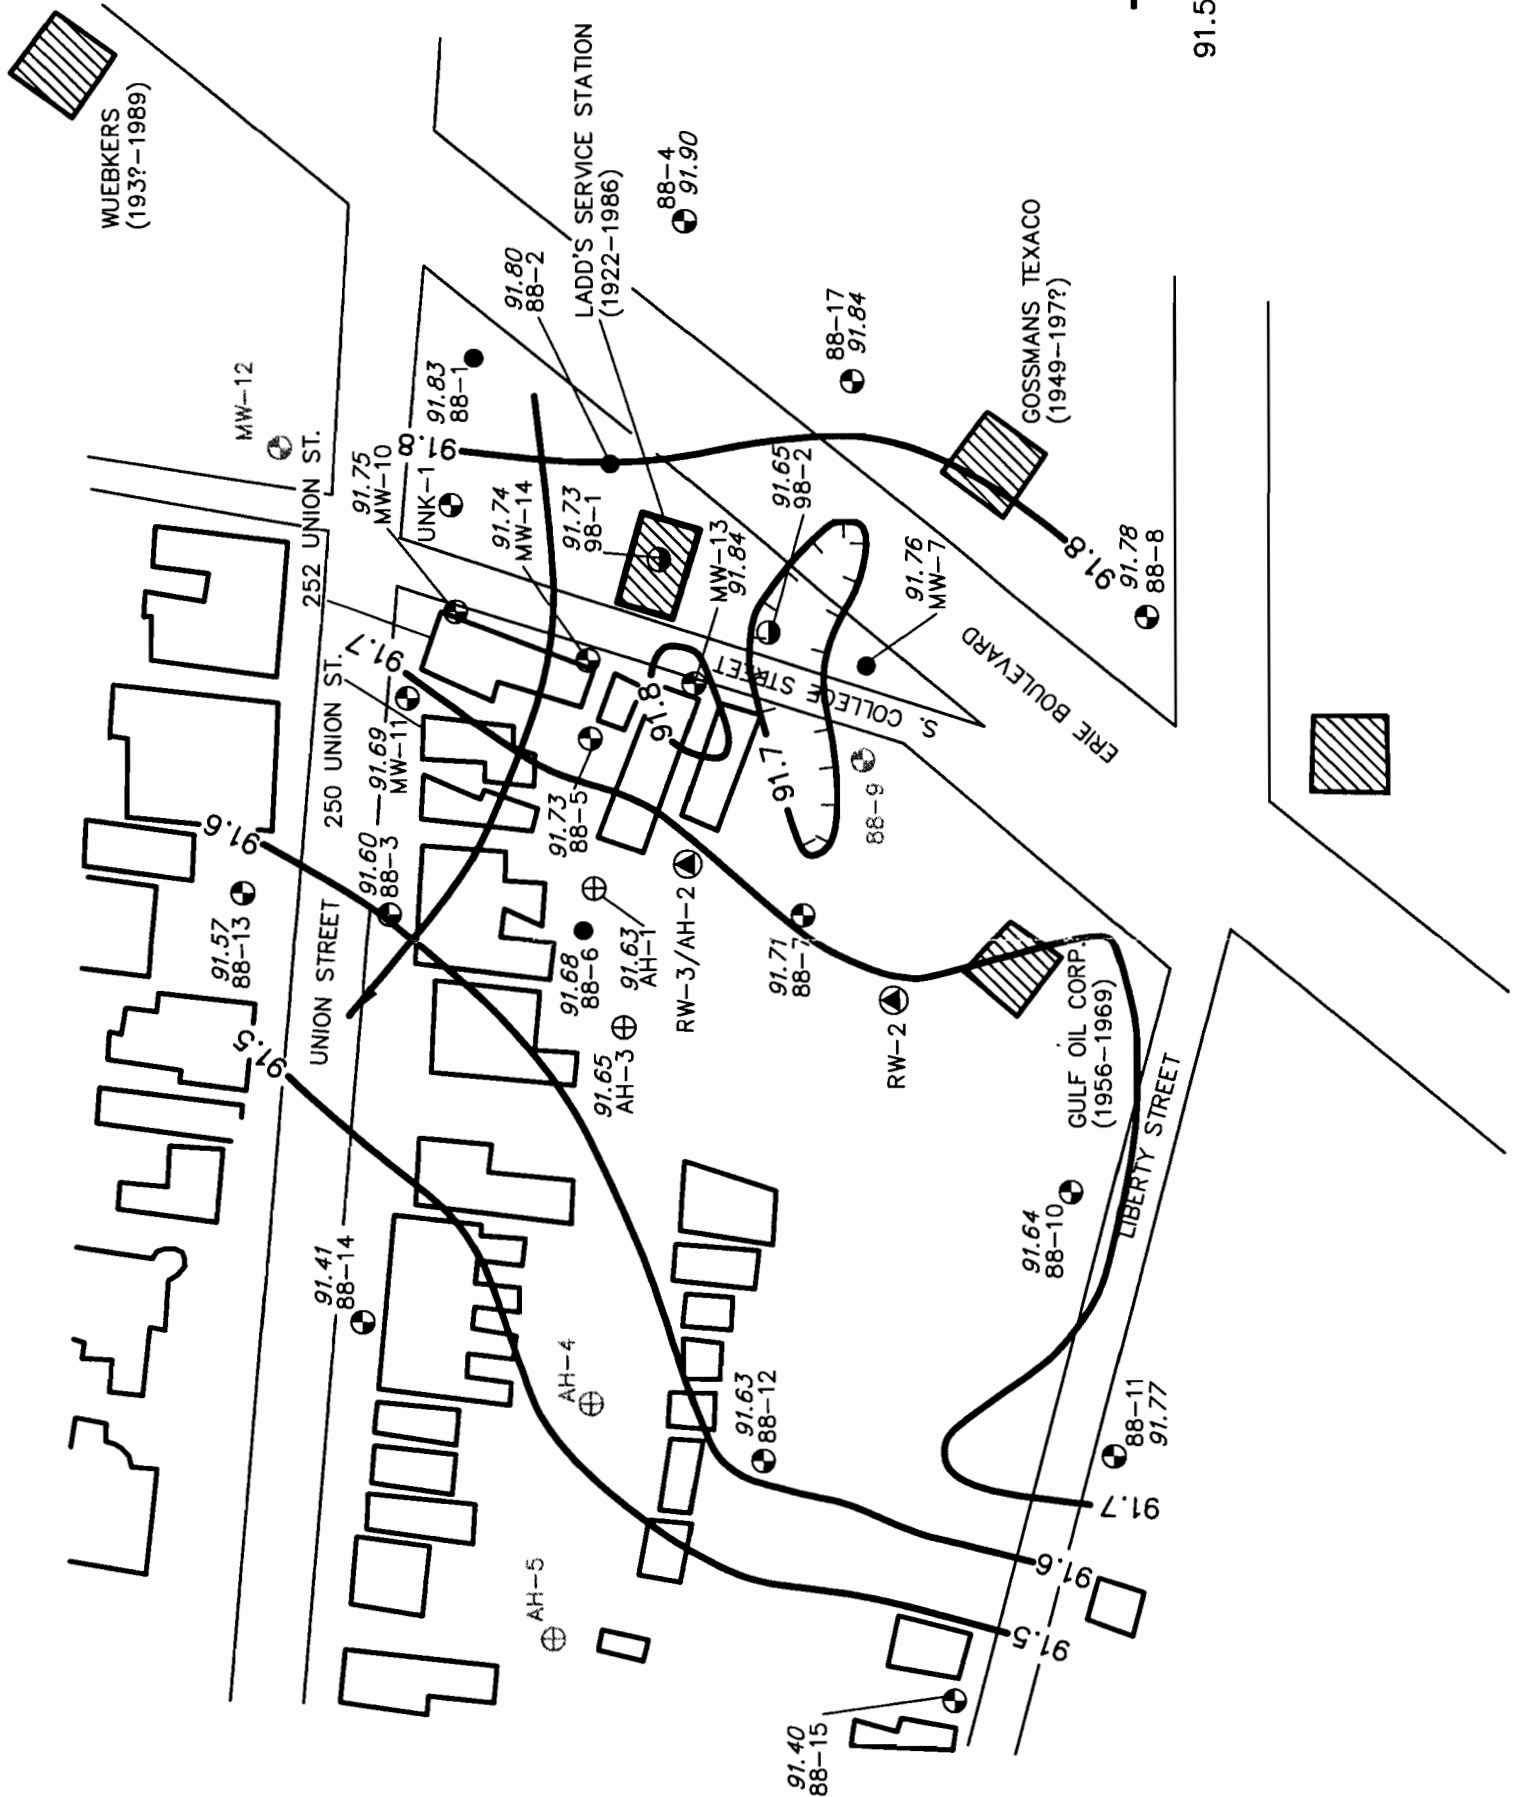 WUEBKERS
(193?–1989)
91.5
LADD'S SERVICE STATION
(1922–1986)
88–4
91.90
91.80
88–2
MW–12
91.83
88–1
88–17
91.84
GOSSMANS TEXACO
(1949–197?)
252 UNION ST.
91.75
MW–10
91.8
UNK–1
91.74
MW–14
91.73
98–1
91.65
98–2
MW–13
91.84
91.76
MW–7
91.8
91.78
88–8
250 UNION ST.
91.7
91.69
MW–11
91.8
S. COLLEGE STREET
ERIE BOULEVARD
91.6
91.60
88–3
91.73
88–5
91.7
88–9
91.57
88–13
UNION STREET
91.68
88–6
91.63
AH–1
RW–3/AH–2
91.71
88–7
91.5
91.65
AH–3
RW–2
GULF OIL CORP.
(1956–1969)
LIBERTY STREET
91.41
88–14
AH–4
91.63
88–12
91.64
88–10
88–11
91.77
91.7
91.6
91.5
AH–5
91.40
88–15